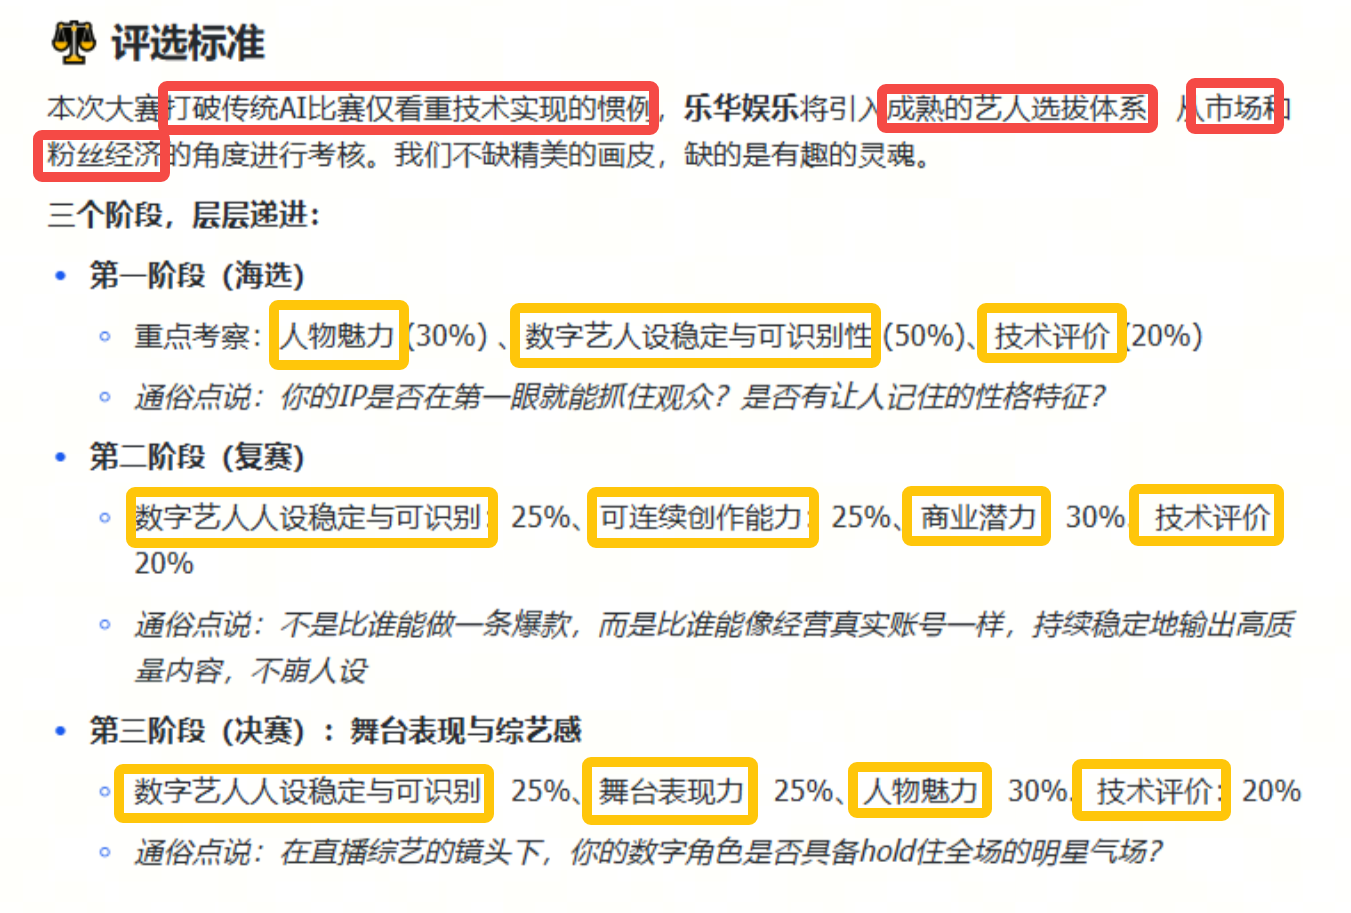 评选标准
本次大赛打破传统AI比赛仅看重技术实现的惯例，乐华娱乐将引入成熟的艺人选拔体系 从市场和
粉丝经济的角度进行考核。我们不缺精美的画皮，缺的是有趣的灵魂。
三个阶段，层层递进：
第一阶段（海选）
重点考察：人物魅力(30%) 、数字艺人设稳定与可识别性(50%)、技术评价(20%)
通俗点说：你的IP是否在第一眼就能抓住观众？是否有让人记住的性格特征？
第二阶段（复赛）
数字艺人人设稳定与可识别：25%、可连续创作能力：25%、商业潜力 30%、技术评价
20%
通俗点说：不是比谁能做一条爆款，而是比谁能像经营真实账号一样，持续稳定地输出高质
量内容，不崩人设
第三阶段（决赛）：舞台表现与综艺感
数字艺人人设稳定与可识别 25%、舞台表现力 25%、人物魅力 30%、技术评价：20%
通俗点说：在直播综艺的镜头下，你的数字角色是否具备hold住全场的明星气场？